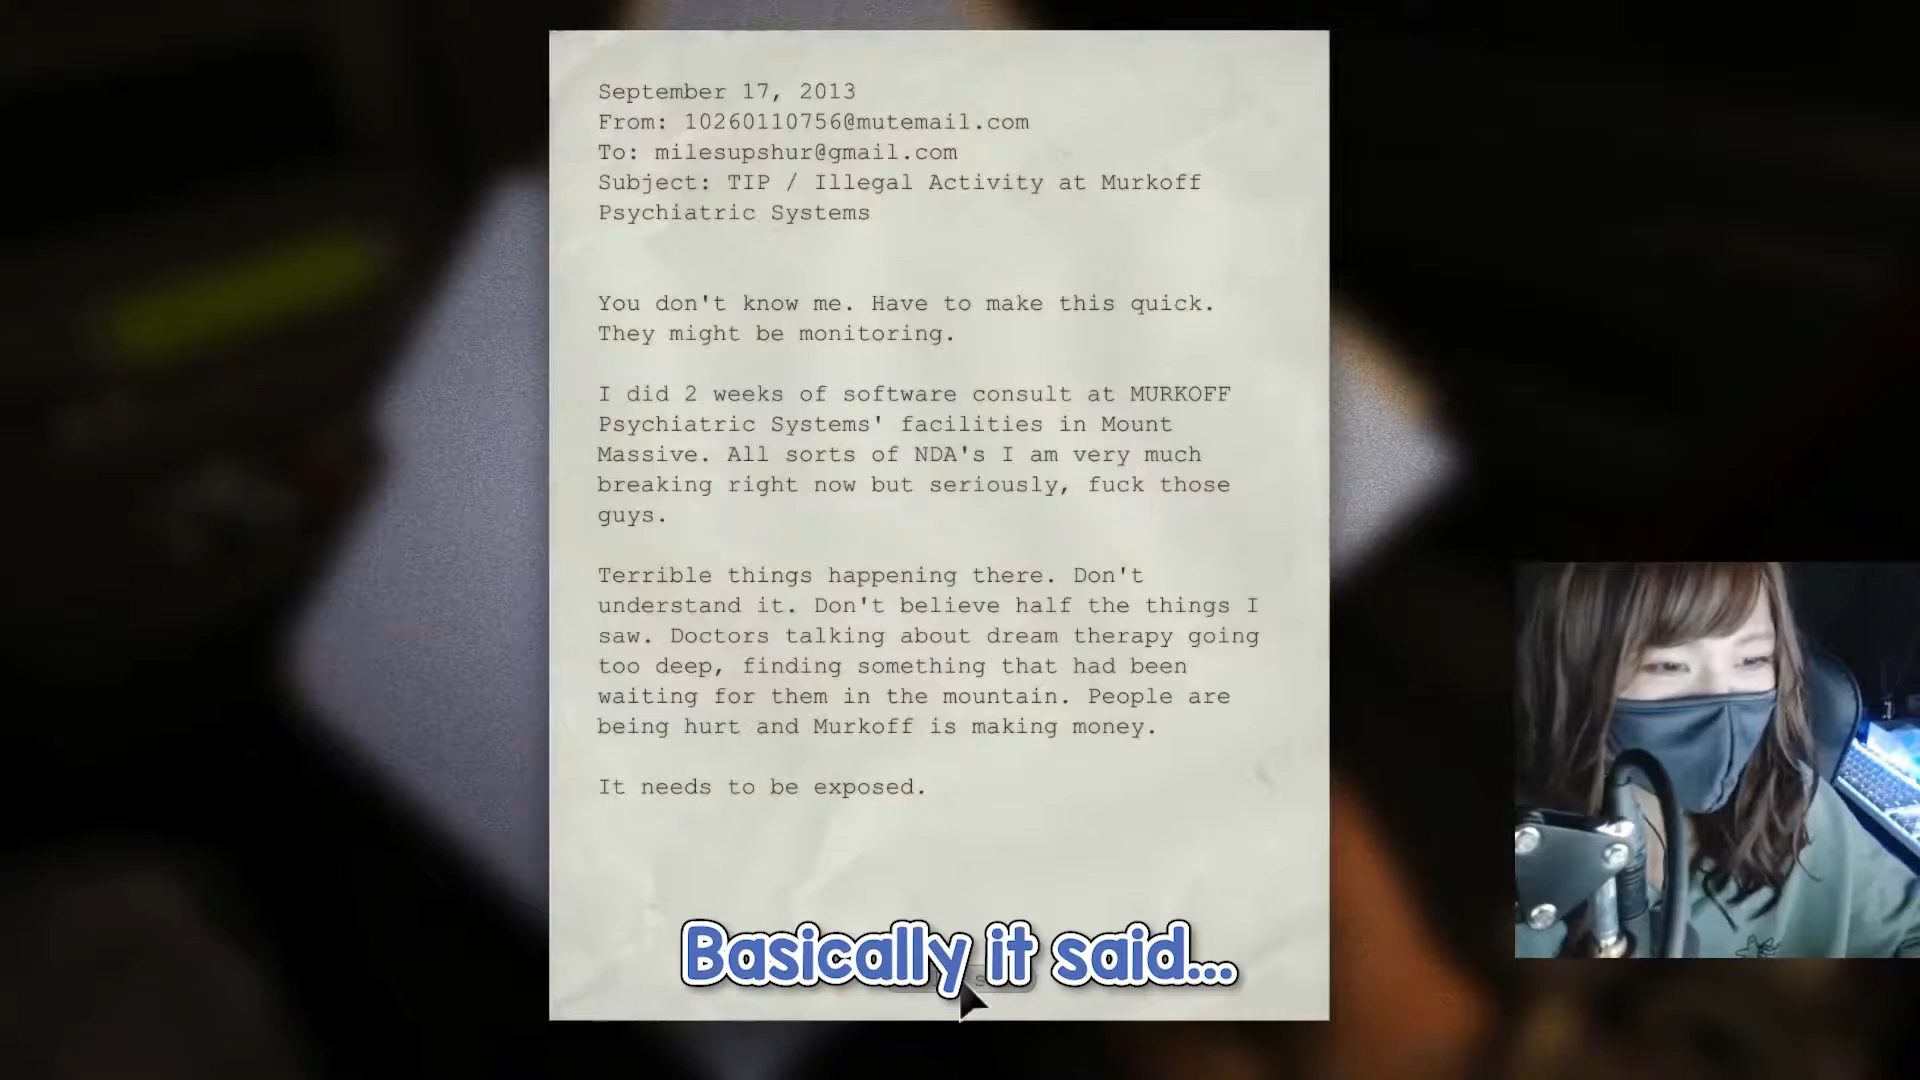 September 17, 2013
From: 10260110756@mutemail.com
To: milesupshur@gmail.com
Subject: TIP / Illegal Activity at Murkoff
Psychiatric Systems
You don't know me. Have to make this quick.
They might be monitoring.
I did 2 weeks of software consult at MURKOFF
Psychiatric Systems' facilities in Mount
Massive. All sorts of NDA's I am very much
breaking right now but seriously, fuck those
guys.
Terrible things happening there. Don't
understand it. Don't believe half the things I
saw. Doctors talking about dream therapy going
too deep, finding something that had been
waiting for them in the mountain. People are
being hurt and Murkoff is making money.
It needs to be exposed.
Basically it said...